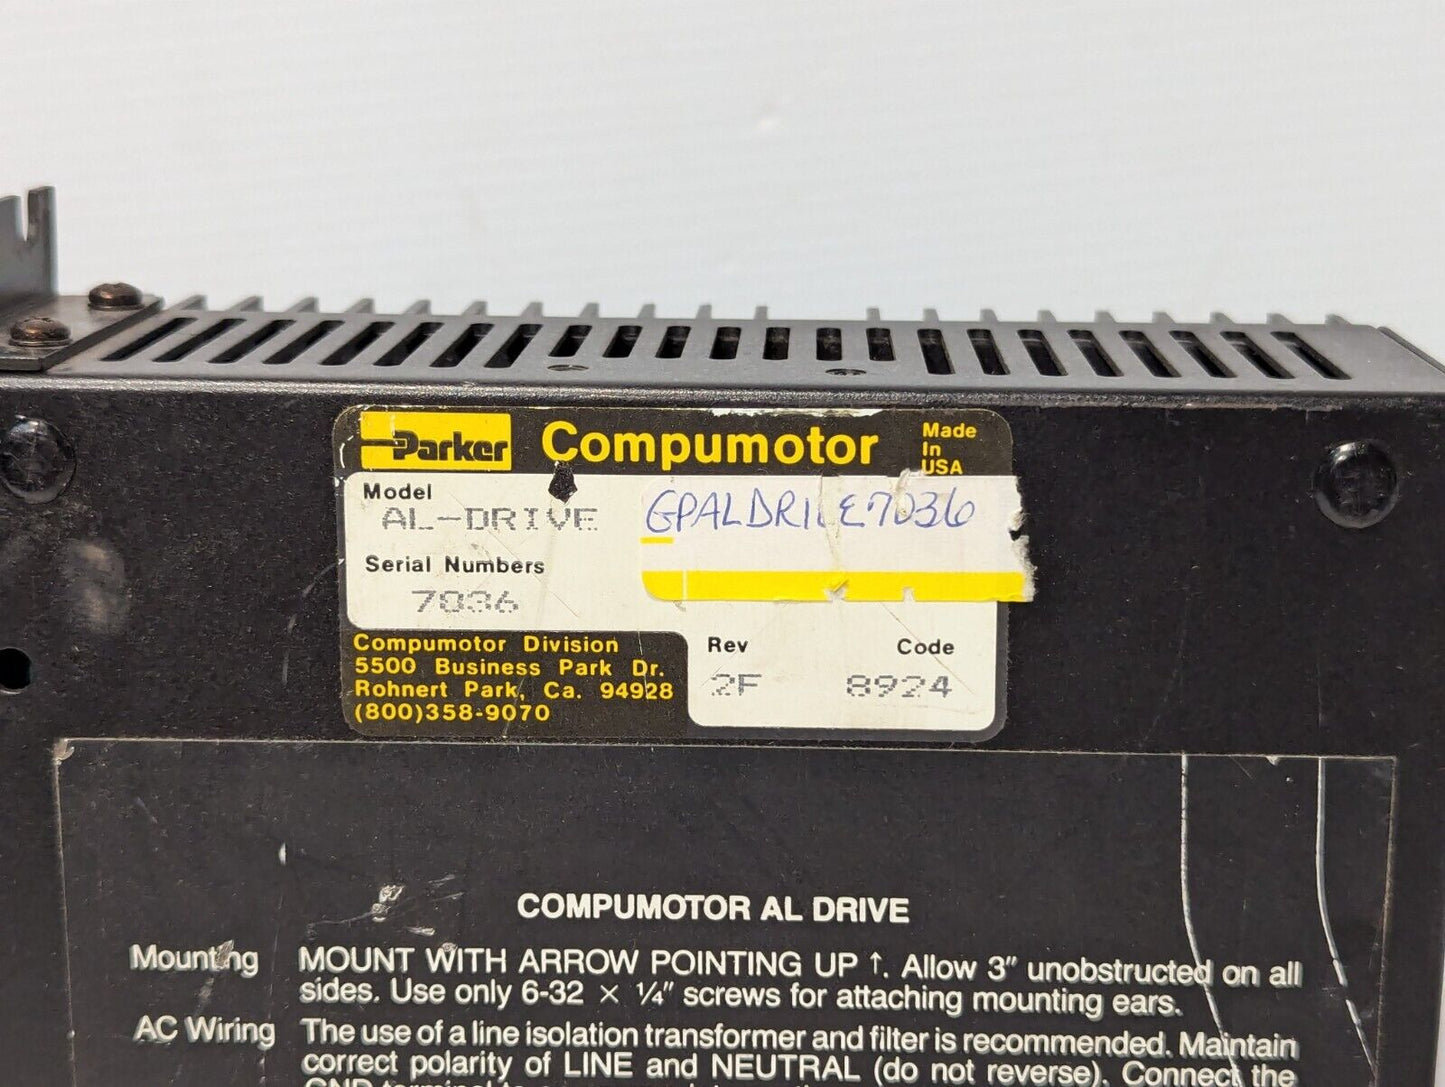 Parker Compumotor Made In USA
Model
AL-DRIVE GPALDRIVE7036
Serial Numbers
7036
Compumotor Division
5500 Business Park Dr.
Rohnert Park, Ca. 94928
(800)358-9070
Rev Code
2F 8924
COMPUMOTOR AL DRIVE
Mounting MOUNT WITH ARROW POINTING UP ↑. Allow 3" unobstructed on all
sides. Use only 6-32 × ¼" screws for attaching mounting ears.
AC Wiring The use of a line isolation transformer and filter is recommended. Maintain
correct polarity of LINE and NEUTRAL (do not reverse). Connect the